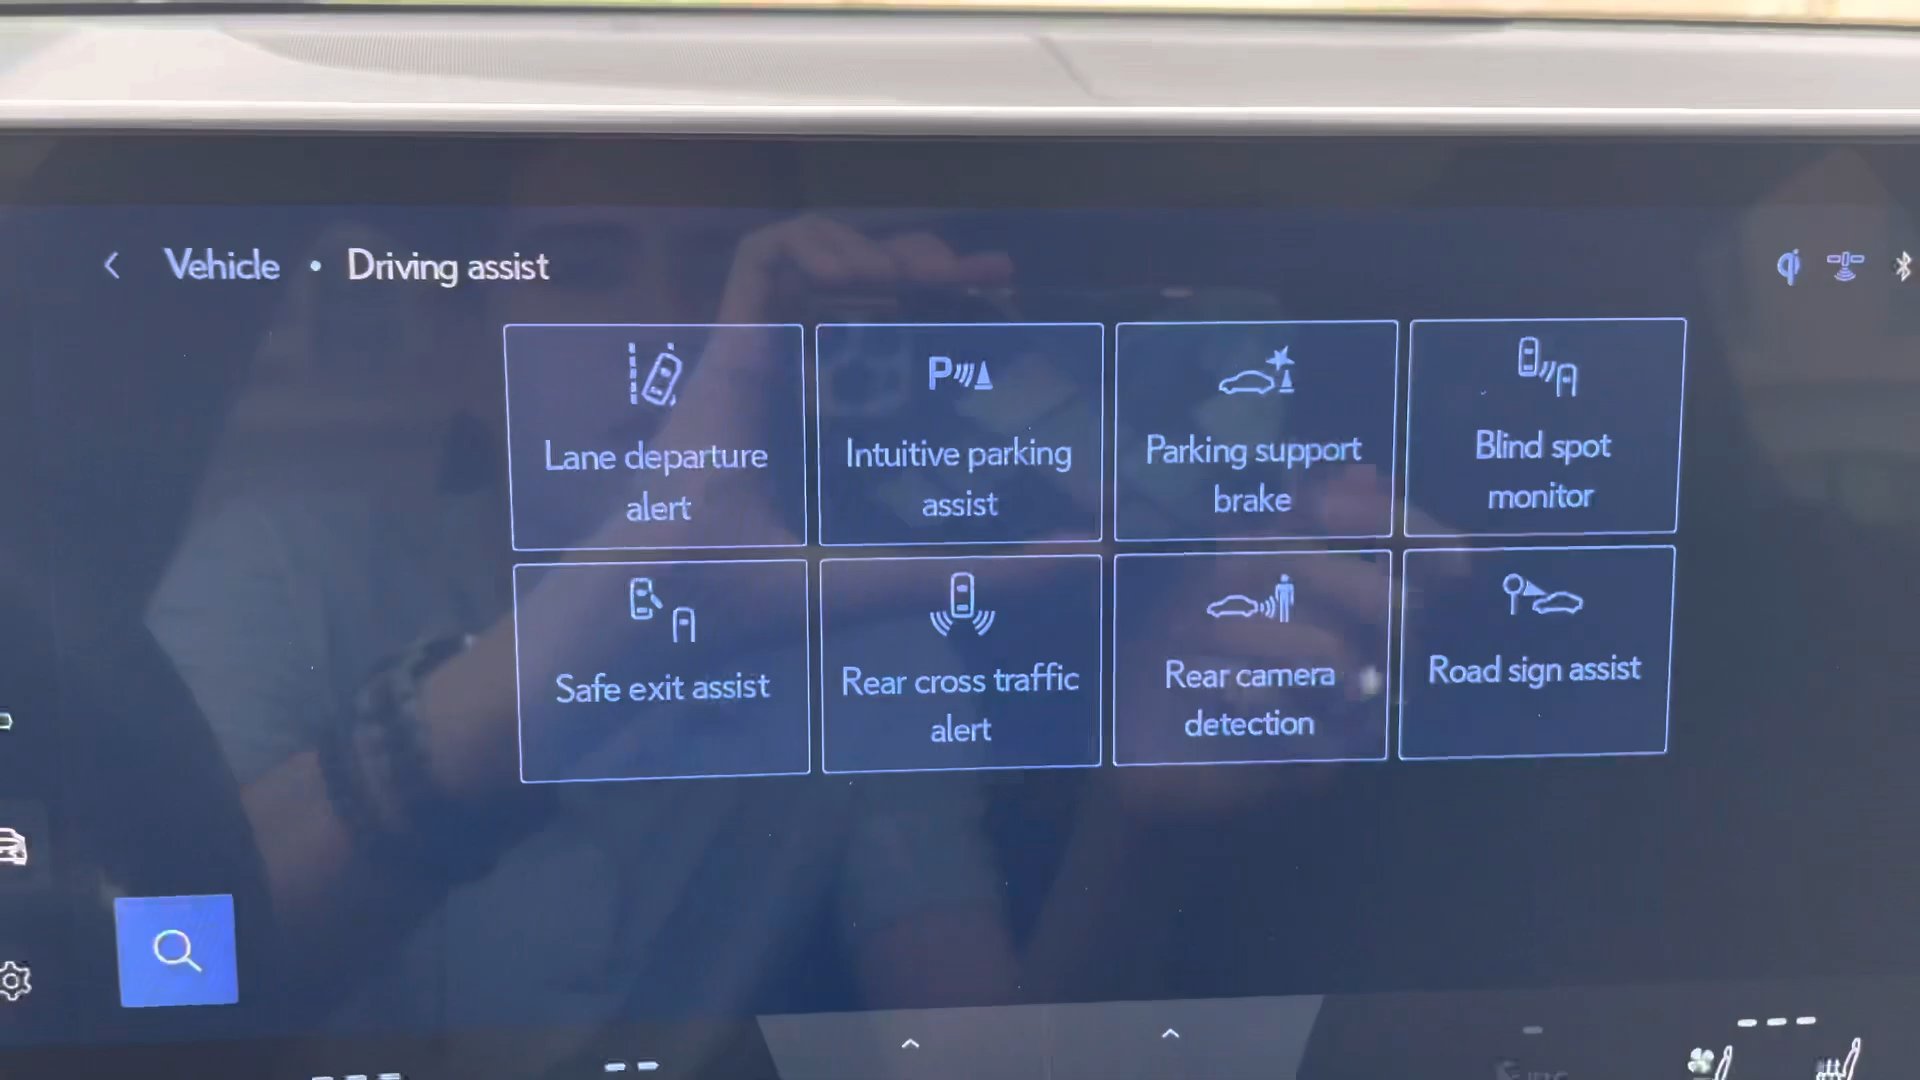 Vehicle • Driving assist
Lane departure
alert
Intuitive parking
assist
Parking support
brake
Blind spot
monitor
Safe exit assist
Rear cross traffic
alert
Rear camera
detection
Road sign assist